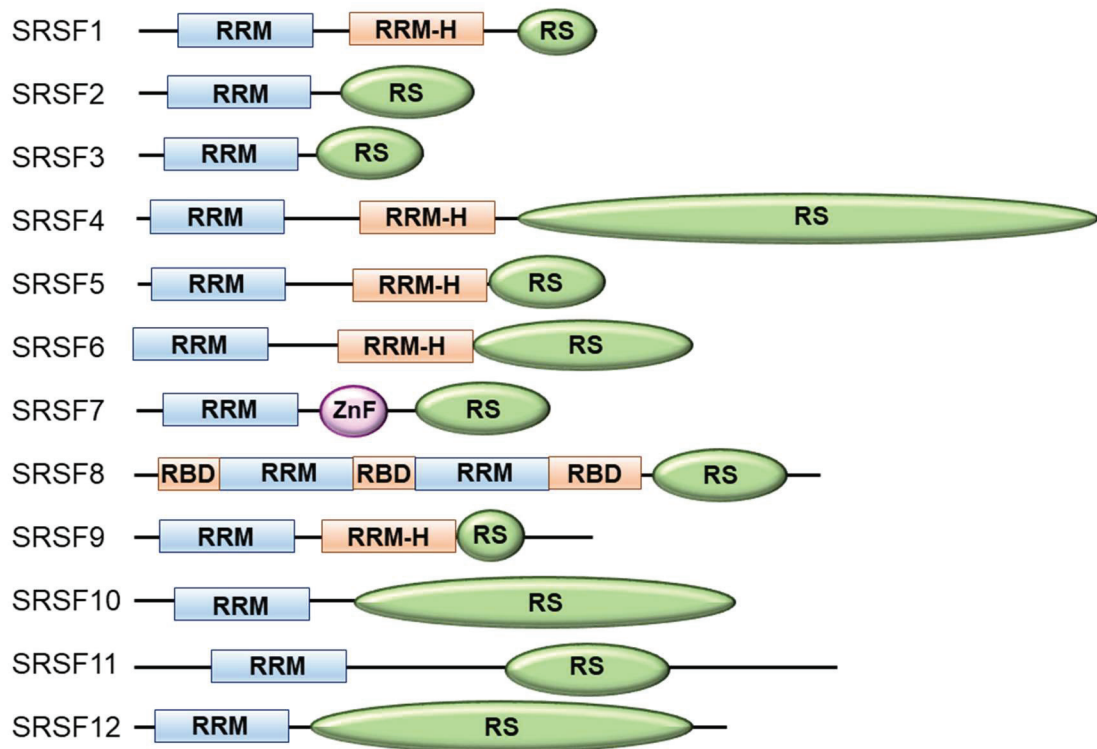 SRSF1 RRM RRM-H RS
SRSF2 RRM RS
SRSF3 RRM RS
SRSF4 RRM RRM-H RS
SRSF5 RRM RRM-H RS
SRSF6 RRM RRM-H RS
SRSF7 RRM ZnF RS
SRSF8 RBD RRM RBD RRM RBD RS
SRSF9 RRM RRM-H RS
SRSF10 RRM RS
SRSF11 RRM RS
SRSF12 RRM RS